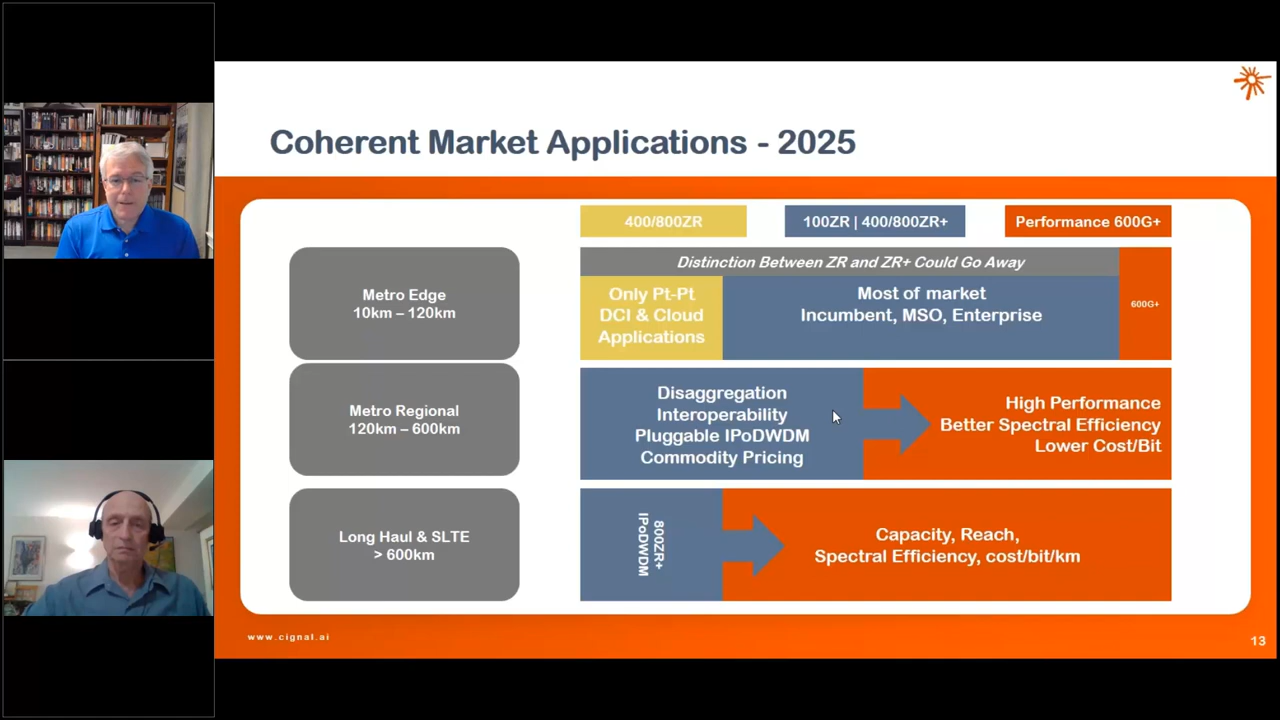 Coherent Market Applications - 2025
400/800ZR
100ZR | 400/800ZR+
Performance 600G+
Metro Edge
10km – 120km
Distinction Between ZR and ZR+ Could Go Away
Only Pt-Pt
DCI & Cloud
Applications
Most of market
Incumbent, MSO, Enterprise
600G+
Metro Regional
120km – 600km
Disaggregation
Interoperability
Pluggable IPoDWDM
Commodity Pricing
High Performance
Better Spectral Efficiency
Lower Cost/Bit
Long Haul & SLTE
> 600km
800ZR+
IPoDWDM
Capacity, Reach,
Spectral Efficiency, cost/bit/km
www.cignal.ai
13